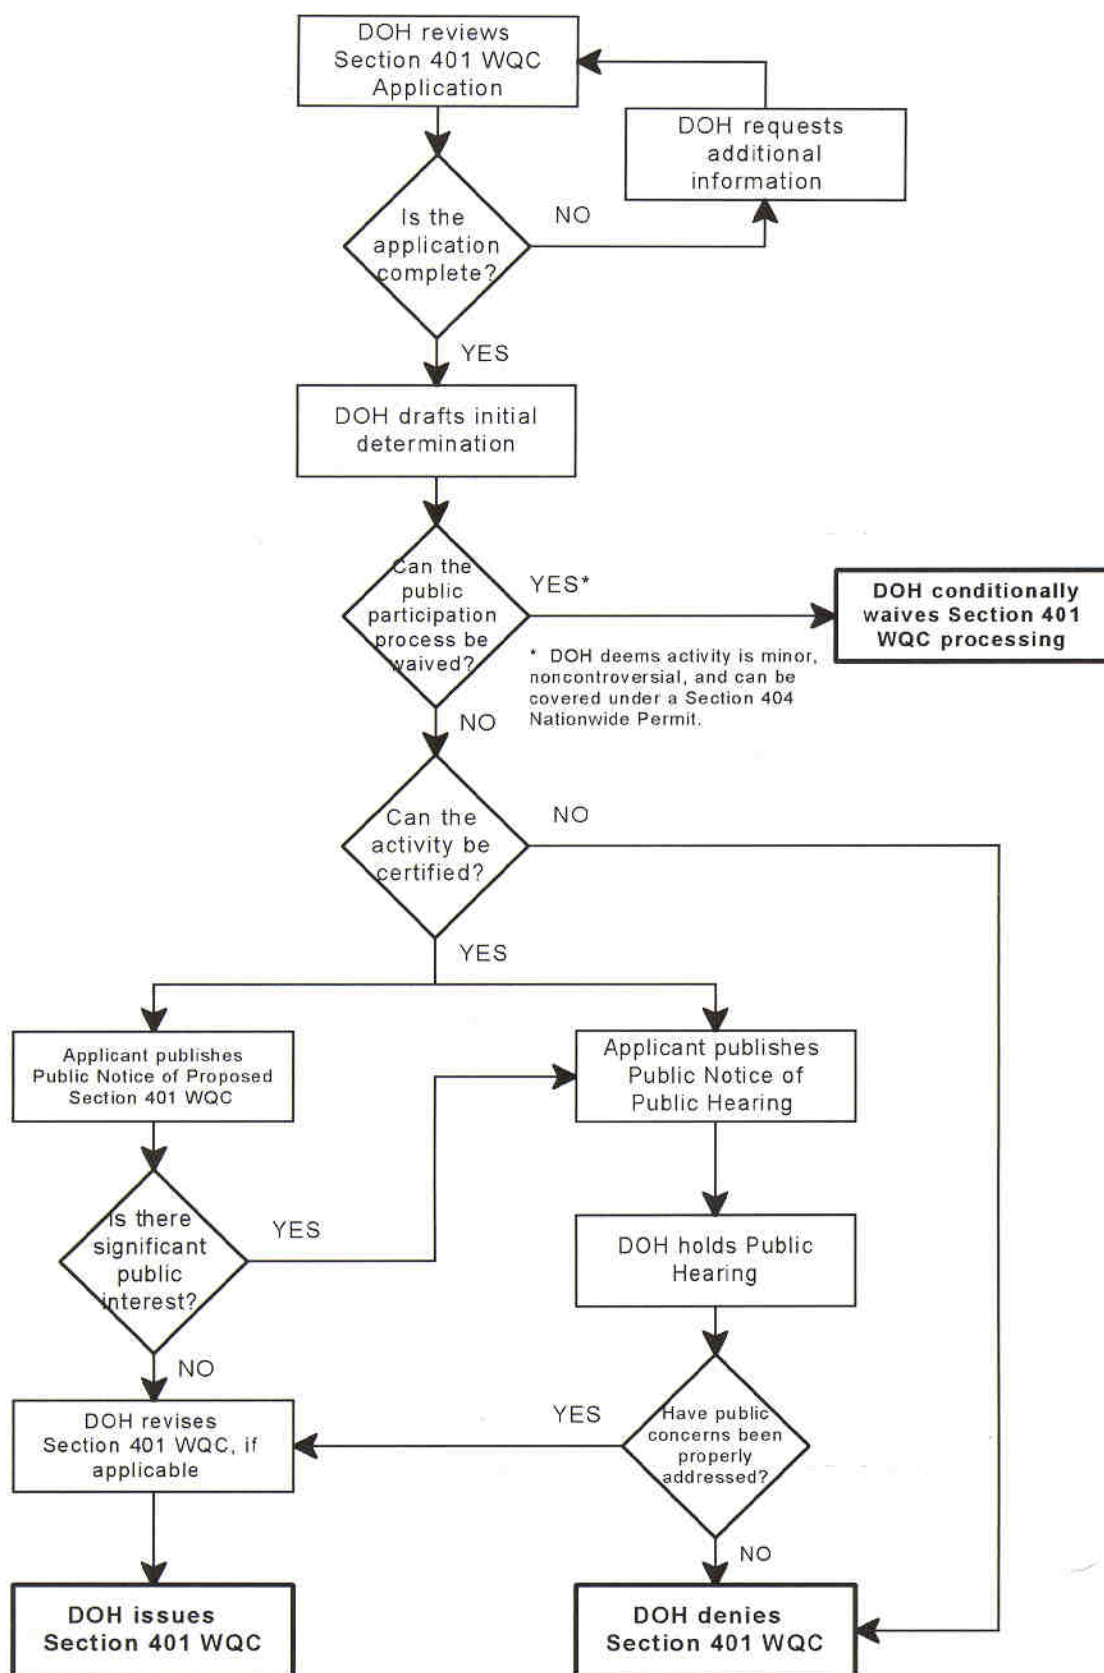 DOH reviews
Section 401 WQC
Application
DOH requests
additional
information
Is the
application
complete?
NO
YES
DOH drafts initial
determination
Can the
public
participation
process be
waived?
YES*
DOH conditionally
waives Section 401
WQC processing
* DOH deems activity is minor,
noncontroversial, and can be
covered under a Section 404
Nationwide Permit.
NO
Can the
activity be
certified?
NO
YES
Applicant publishes
Public Notice of Proposed
Section 401 WQC
Applicant publishes
Public Notice of
Public Hearing
Is there
significant
public
interest?
YES
DOH holds Public
Hearing
NO
DOH revises
Section 401 WQC, if
applicable
YES
Have public
concerns been
properly
addressed?
NO
DOH issues
Section 401 WQC
DOH denies
Section 401 WQC